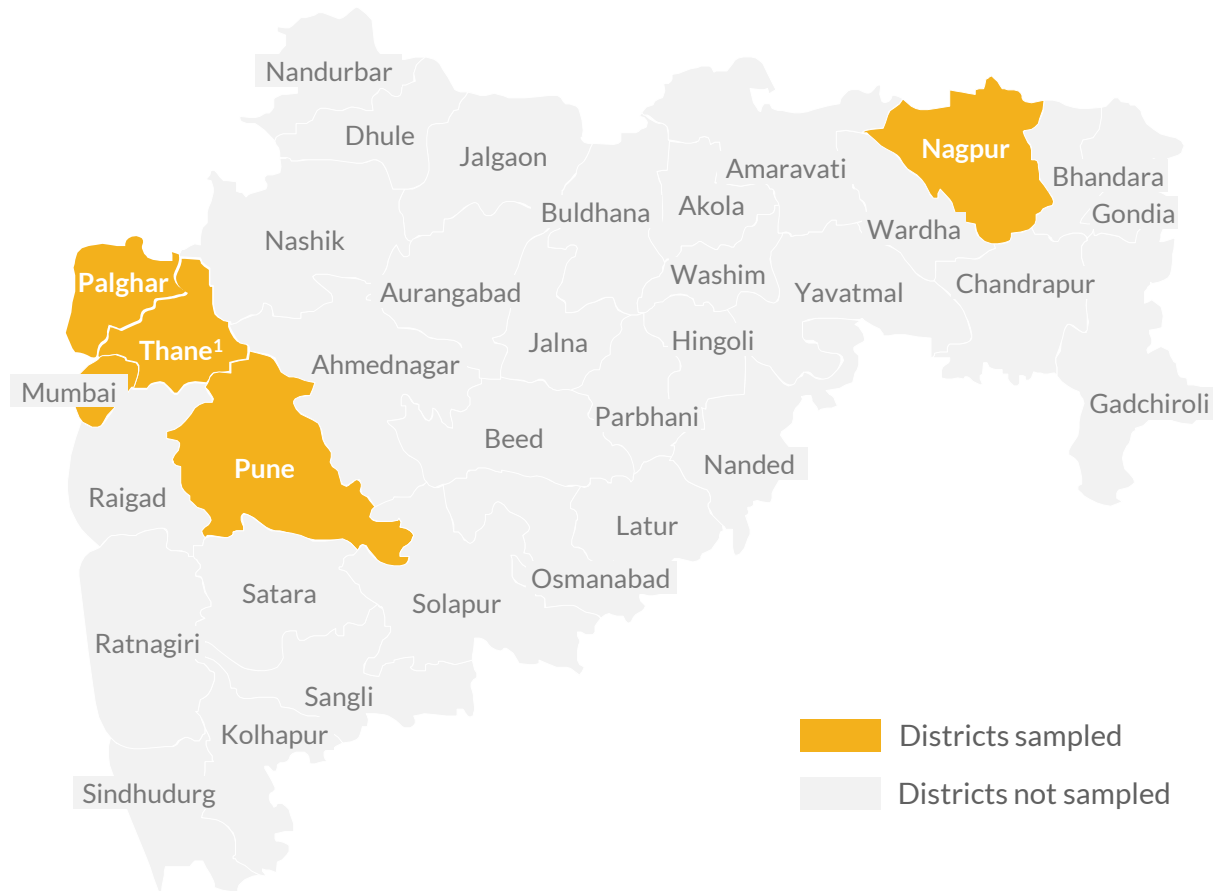 Nandurbar
Dhule
Jalgaon
Nagpur
Amaravati
Bhandara
Akola
Buldhana
Gondia
Wardha
Nashik
Washim
Palghar
Chandrapur
Aurangabad
Yavatmal
Hingoli
Jalna
Thane¹
Ahmednagar
Mumbai
Gadchiroli
Parbhani
Beed
Nanded
Pune
Raigad
Latur
Osmanabad
Satara
Solapur
Ratnagiri
Sangli
Kolhapur
Sindhudurg
Districts sampled
Districts not sampled